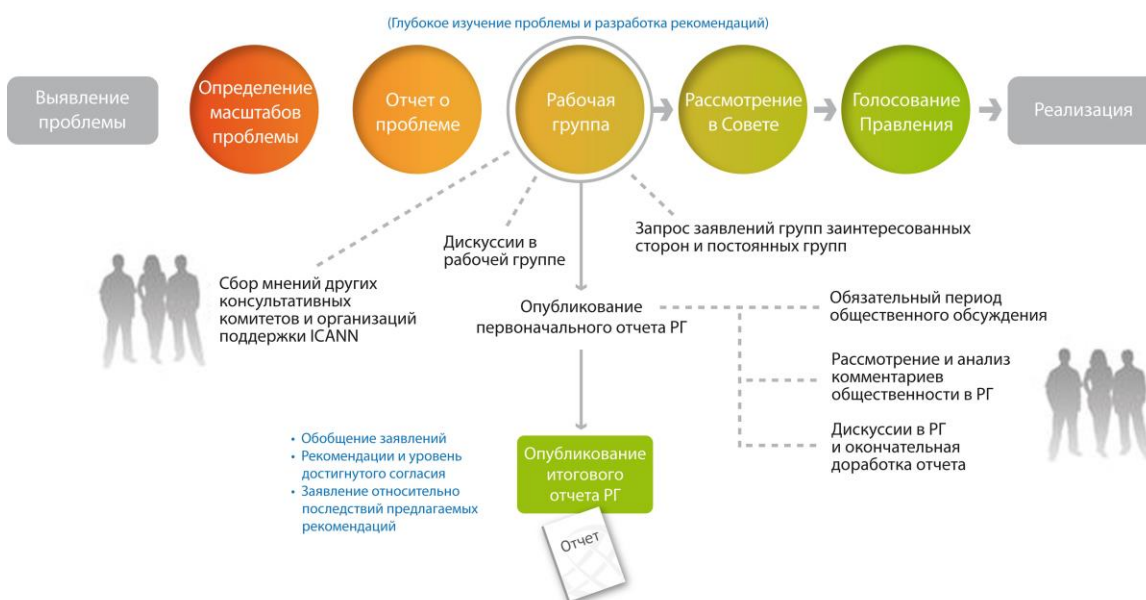 (Глубокое изучение проблемы и разработка рекомендаций)
Выявление
проблемы
Определение
масштабов
проблемы
Отчет о
проблеме
Рабочая
группа
Рассмотрение
в Совете
Голосование
Правления
Реализация
Сбор мнений других
консультативных
комитетов и организаций
поддержки ICANN
Дискуссии в
рабочей группе
Запрос заявлений групп заинтересованных
сторон и постоянных групп
Опубликование
первоначального отчета РГ
Обязательный период
общественного обсуждения
Рассмотрение и анализ
комментариев
общественности в РГ
Дискуссии в РГ
и окончательная
доработка отчета
• Обобщение заявлений
• Рекомендации и уровень
достигнутого согласия
• Заявление относительно
последствий предлагаемых
рекомендаций
Опубликование
итогового
отчета РГ
Отчет